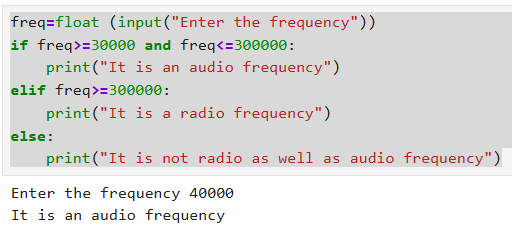 freq=float (input("Enter the frequency"))
if freq>=30000 and freq<=300000:
    print("It is an audio frequency")
elif freq>=300000:
    print("It is a radio frequency")
else:
    print("It is not radio as well as audio frequency")
Enter the frequency 40000
It is an audio frequency